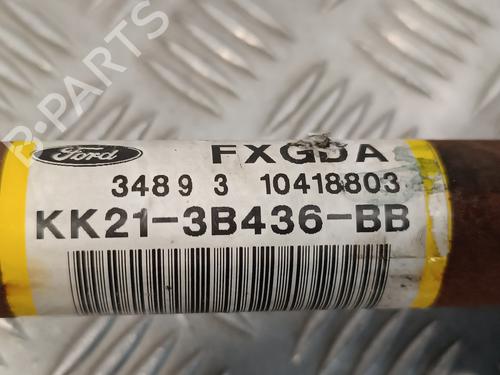 B-PARTS
Ford FXGDA
3489 3 10418803
KK21-3B436-BB